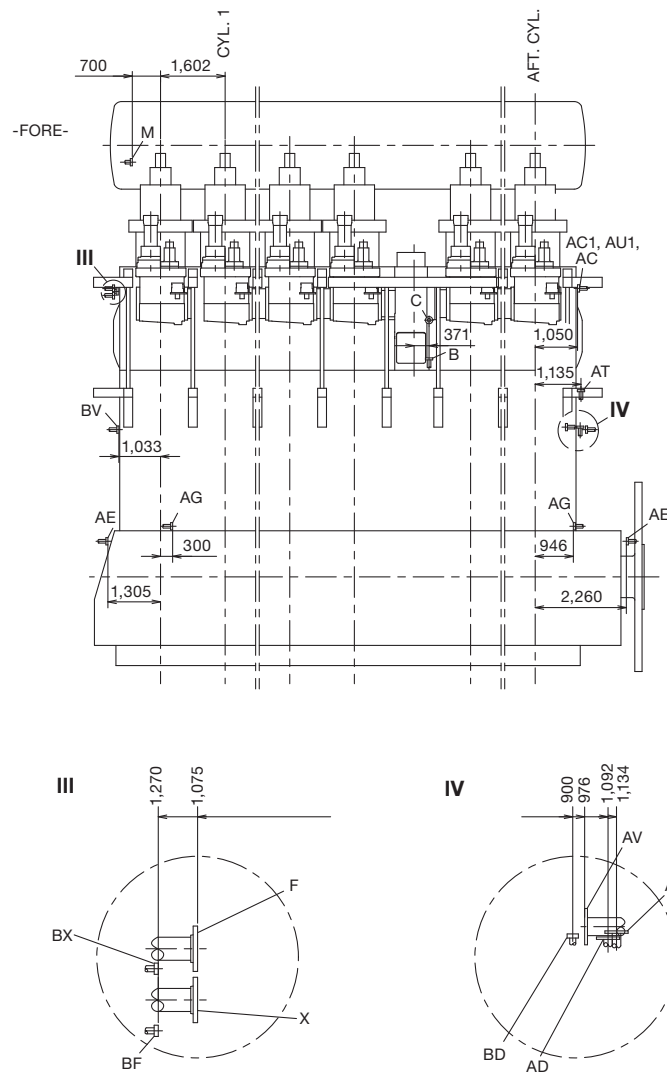 CYL. 1
AFT. CYL.
700
1,602
-FORE-
M
III
AC1, AU1,
AC
C
371
1,050
B
1,135
AT
BV
IV
1,033
AG
AG
AE
AE
300
946
1,305
2,260
III
1,270
1,075
IV
900
976
1,092
1,134
AV
F
BX
X
BF
BD
AD